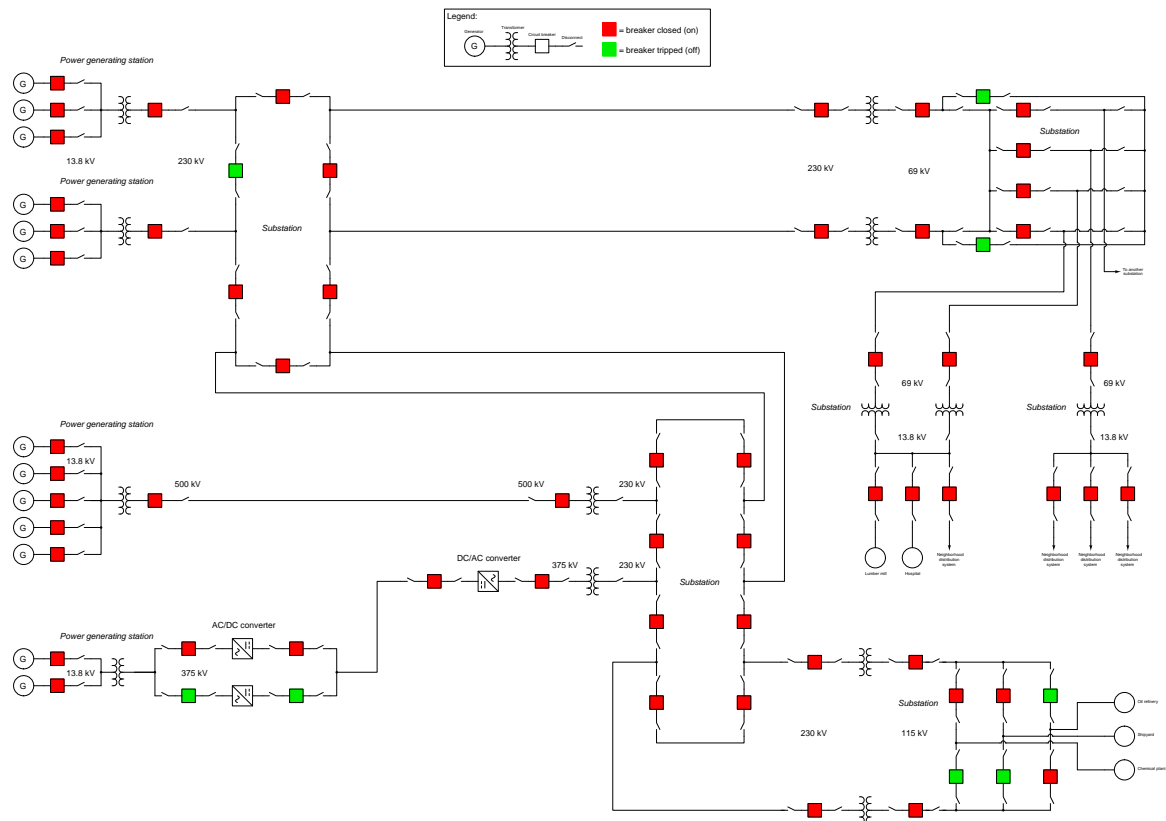 Legend:
Generator
Transformer
Circuit breaker
Disconnect
G
= breaker closed (on)
= breaker tripped (off)
Power generating station
G
G
G
13.8 kV
230 kV
230 kV
69 kV
Substation
Power generating station
G
G
G
Substation
To another
substation
69 kV
69 kV
Substation
Substation
13.8 kV
13.8 kV
Power generating station
G
13.8 kV
G
G
G
G
500 kV
500 kV
230 kV
DC/AC converter
375 kV
230 kV
Substation
Lumber mill
Hospital
Neighborhood
distribution
system
Neighborhood
distribution
system
Neighborhood
distribution
system
Neighborhood
distribution
system
Power generating station
AC/DC converter
G
13.8 kV
G
375 kV
Substation
230 kV
115 kV
Oil refinery
Shipyard
Chemical plant